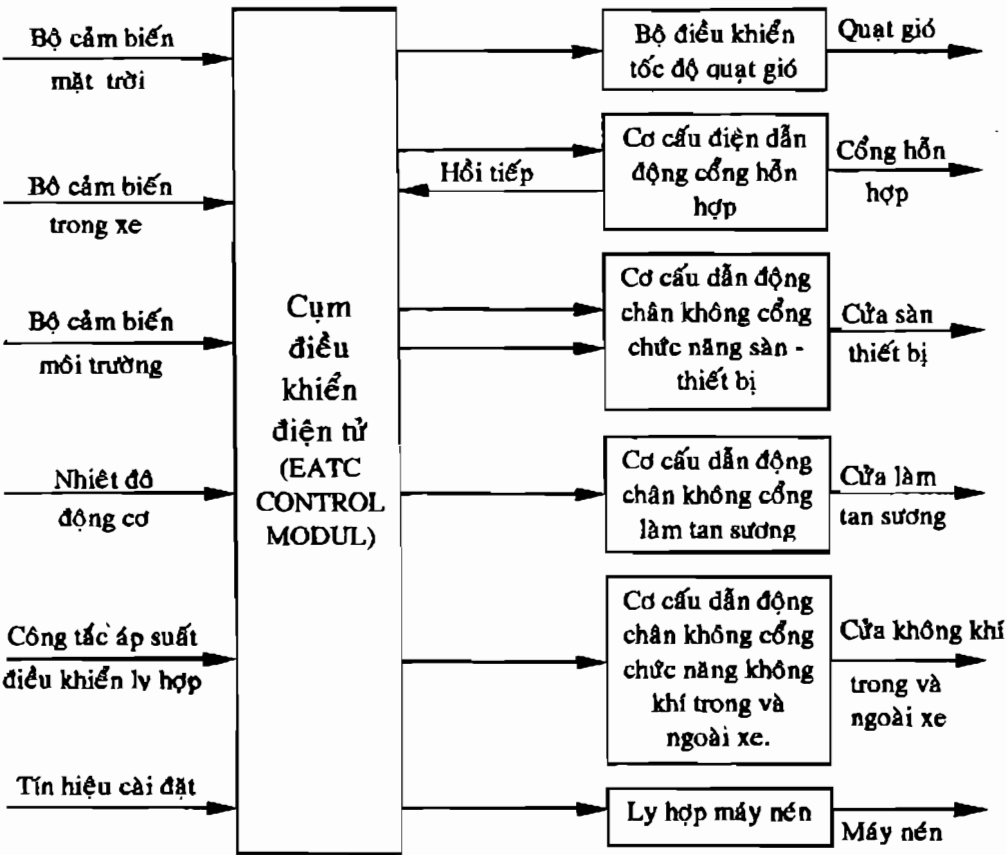 Bộ cảm biến
mặt trời
Bô cảm biến
trong xe
Bộ cảm biến
môi trường
Nhiêt đô
động cơ
Công tắc áp suất
điều khiển ly hợp
Tín hiệu cài đặt
Cụm
điều
khiển
điện tử
(EATC
CONTROL
MODUL)
Hồi tiếp
Bộ điều khiển
tốc độ quạt gió
Quạt gió
Cơ cấu điện dẫn
động cổng hỗn
hợp
Cổng hỗn
hợp
Cơ cấu dẫn động
chân không cổng
chức năng sàn -
thiết bị
Cửa sàn
thiết bị
Cơ cấu dẫn động
chân không cổng
làm tan sương
Cửa làm
tan sương
Cơ cấu dẫn động
chân không cổng
chức năng không
khí trong và
ngoài xe.
Cửa không khí
trong và
ngoài xe
Ly hợp máy nén
Máy nén